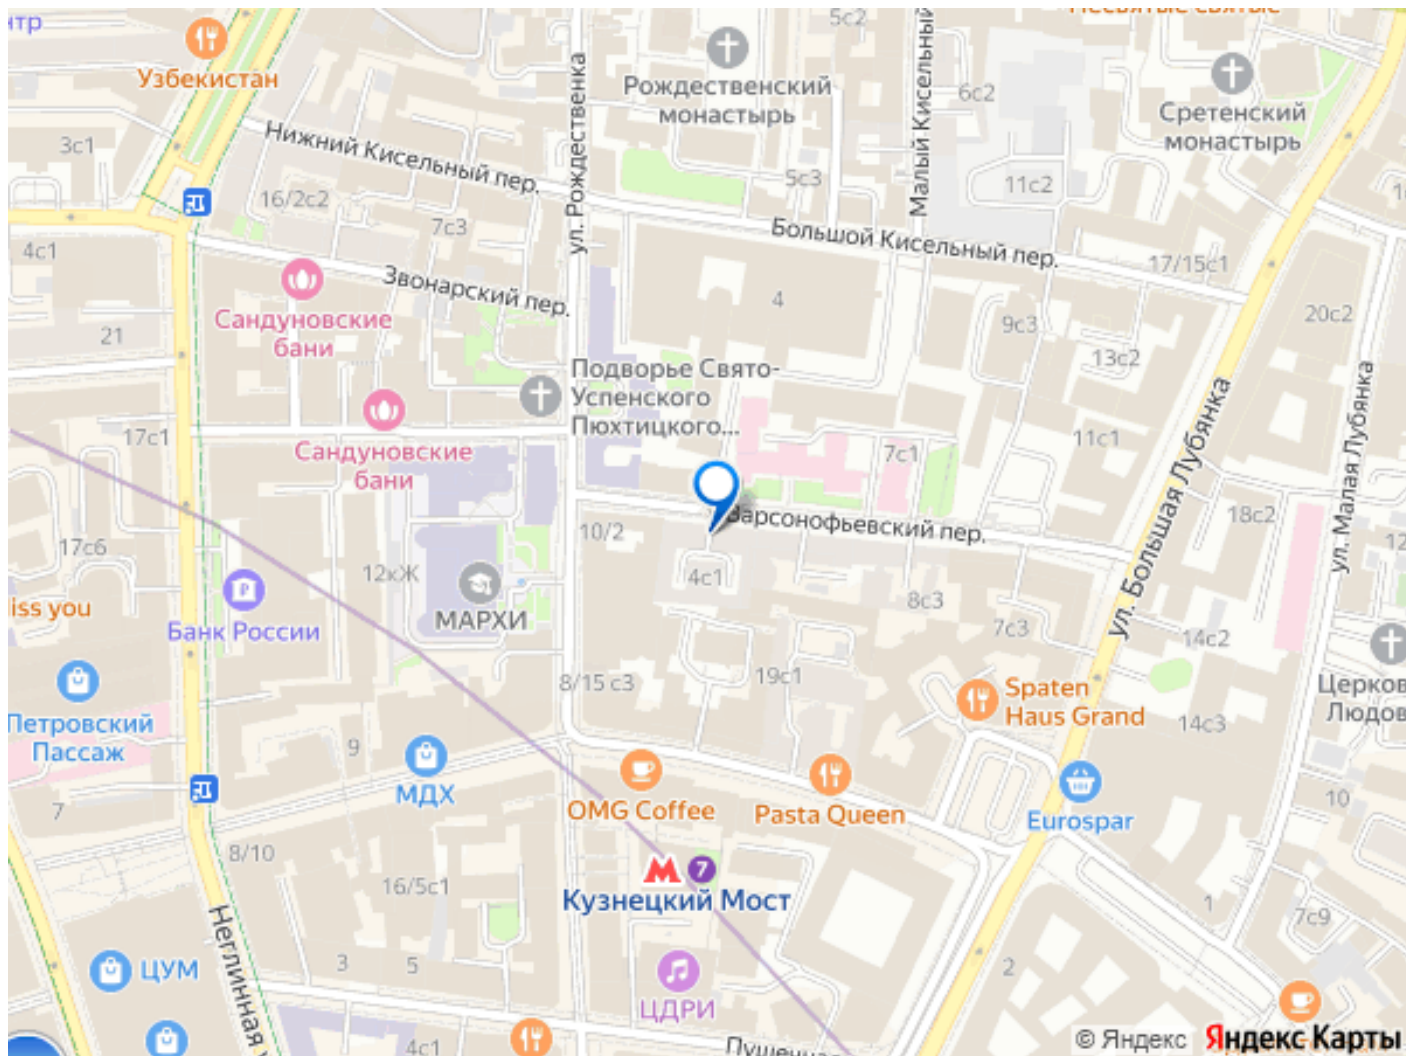 Узбекистан
3с1
Нижний Кисельный пер.
16/2с2
7с3
4с1
Звонарский пер.
ул. Рождественка
5с2
Рождественский
монастырь
Малый Кисельный
6с2
Сретенский
монастырь
5с3
11с2
Большой Кисельный пер.
17/15с1
Сандуновские
бани
21
4
9с3
13с2
20с2
Подворье Свято-
Успенского
Пюхтицкого...
17с1
Сандуновские
бани
7с1
11с1
ул. Большая Лубянка
ул. Малая Лубянка
18с2
17с6
10/2
Варсонофьевский пер.
12
12кЖ
4с1
8с3
7с3
14с2
iss you
Банк России
МАРХИ
8/15 с3
19с1
Spaten
Haus Grand
14с3
Петровский
Пассаж
9
МДХ
OMG Coffee
Pasta Queen
Eurospar
10
7
8/10
16/5с1
Кузнецкий Мост
7
1
7с9
Неглинная
ЦУМ
3
5
ЦДРИ
2
4с1
© Яндекс Яндекс Карты